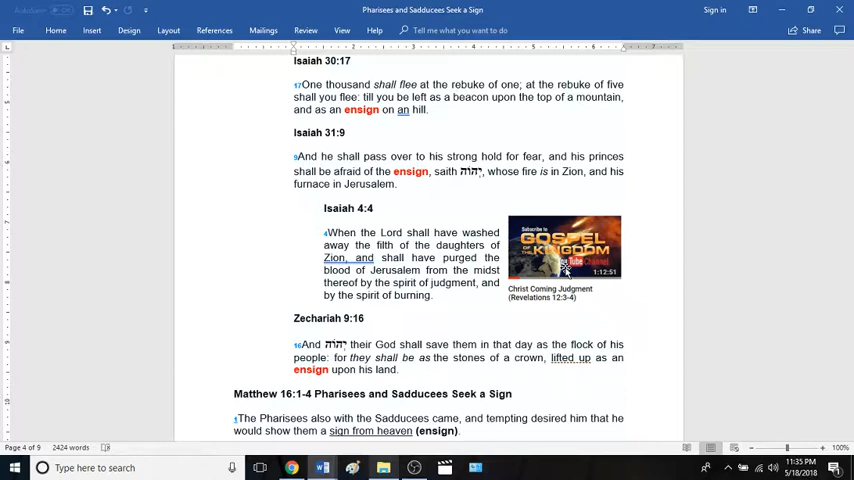 AutoSave
Pharisees and Sadducees Seek a Sign
Sign in
File Home Insert Design Layout References Mailings Review View Help Tell me what you want to do Share
Isaiah 30:17
17One thousand shall flee at the rebuke of one; at the rebuke of five
shall you flee: till you be left as a beacon upon the top of a mountain,
and as an ensign on an hill.
Isaiah 31:9
9And he shall pass over to his strong hold for fear, and his princes
shall be afraid of the ensign, saith יְהוֹה, whose fire is in Zion, and his
furnace in Jerusalem.
Isaiah 4:4
4When the Lord shall have washed
away the filth of the daughters of
Zion, and shall have purged the
blood of Jerusalem from the midst
thereof by the spirit of judgment, and
by the spirit of burning.
Subscribe to
GOSPEL
OF THE KINGDOM
Tube Channel
1:12:51
Christ Coming Judgment
(Revelations 12:3-4)
Zechariah 9:16
16And יְהוֹה their God shall save them in that day as the flock of his
people: for they shall be as the stones of a crown, lifted up as an
ensign upon his land.
Matthew 16:1-4 Pharisees and Sadducees Seek a Sign
1The Pharisees also with the Sadducees came, and tempting desired him that he
would show them a sign from heaven (ensign).
Page 4 of 9 2424 words 100%
Type here to search
11:35 PM
5/18/2018